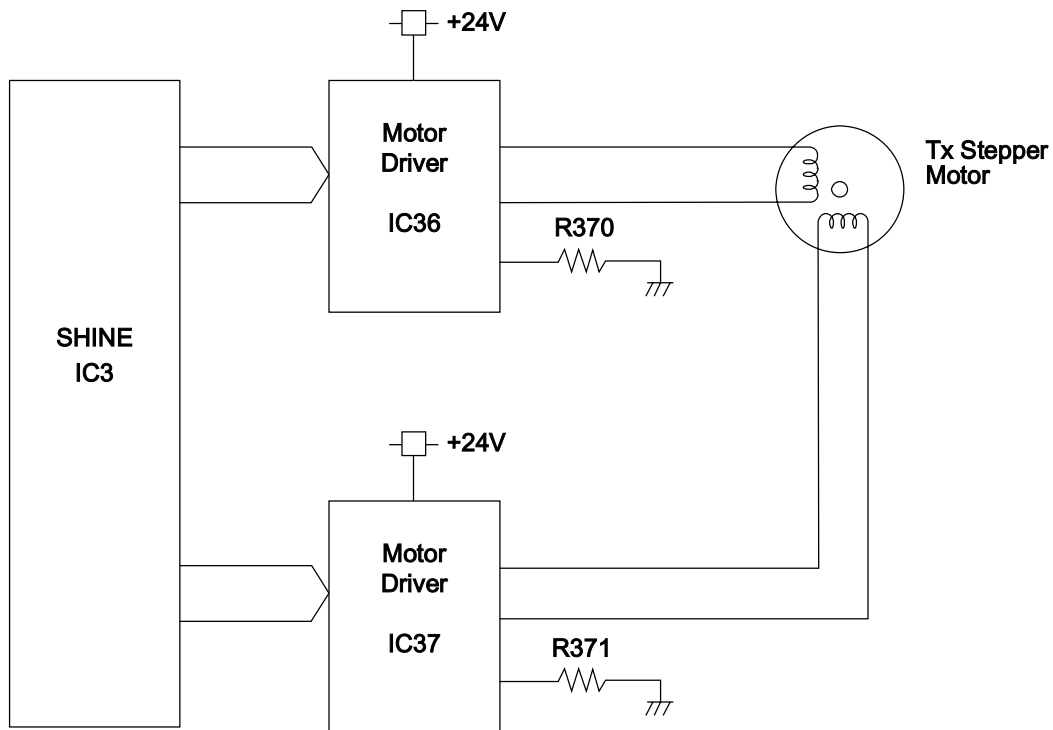 +24V
Motor
Driver
IC36
Tx Stepper
Motor
R370
SHINE
IC3
+24V
Motor
Driver
IC37
R371